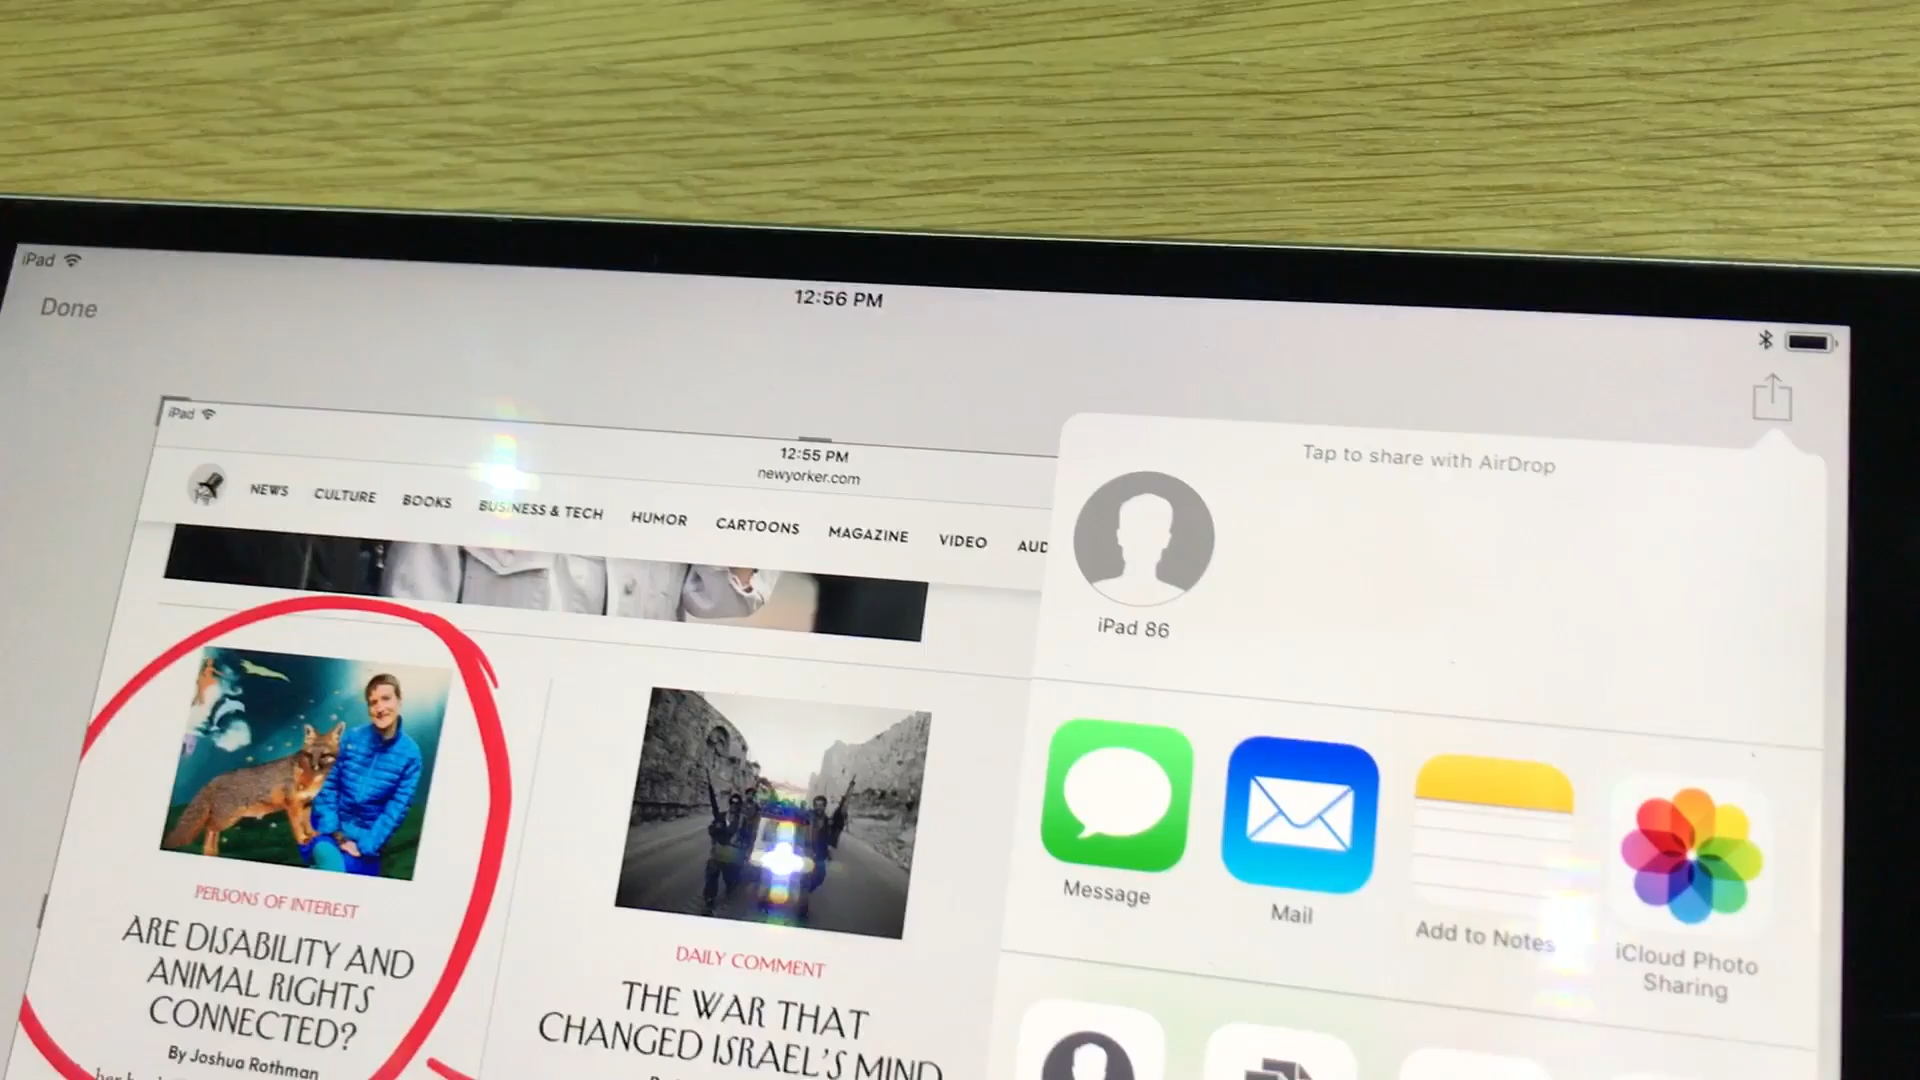 iPad
12:56 PM
Done
iPad
12:55 PM
newyorker.com
NEWS CULTURE BOOKS BUSINESS & TECH HUMOR CARTOONS MAGAZINE VIDEO AUD
Tap to share with AirDrop
iPad 86
Message
Mail
Add to Notes
iCloud Photo
Sharing
PERSONS OF INTEREST
ARE DISABILITY AND
ANIMAL RIGHTS
CONNECTED?
By Joshua Rothman
DAILY COMMENT
THE WAR THAT
CHANGED ISRAEL'S MIND